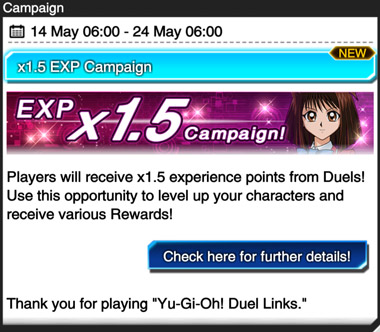 Campaign
14 May 06:00 - 24 May 06:00
NEW
x1.5 EXP Campaign
EXP x1.5 Campaign!
Players will receive x1.5 experience points from Duels!
Use this opportunity to level up your characters and
receive various Rewards!
Check here for further details!
Thank you for playing "Yu-Gi-Oh! Duel Links."